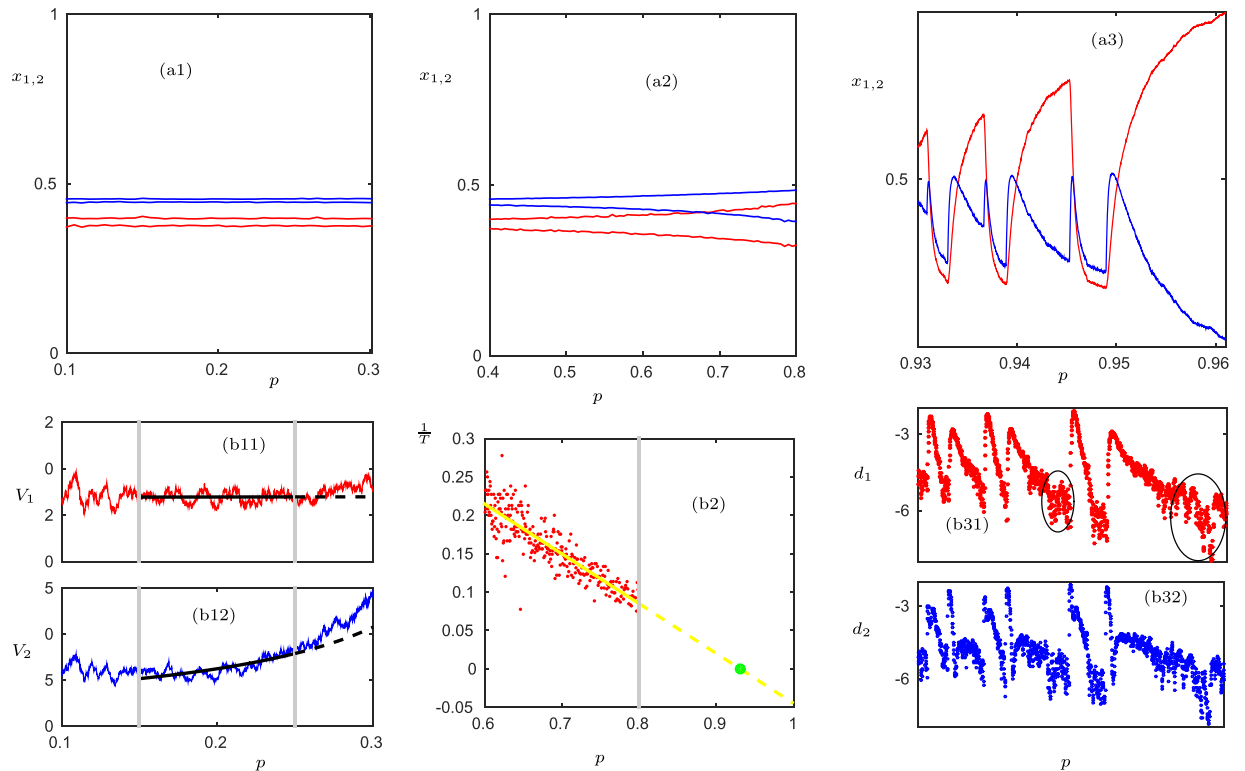 1
x1,2
(a1)
0.5
0
0.1
0.2
0.3
p
1
x1,2
(a2)
0.5
0
0.4
0.5
0.6
0.7
0.8
p
x1,2
(a3)
0.5
0.93
0.94
0.95
0.96
p
2
(b11)
0
V1
2
0
5
(b12)
0
V2
5
0
0.1
0.2
0.3
p
1/T
0.3
0.25
(b2)
0.2
0.15
0.1
0.05
0
-0.05
0.6
0.7
0.8
0.9
1
p
-3
d1
-6
(b31)
-3
(b32)
d2
-6
p